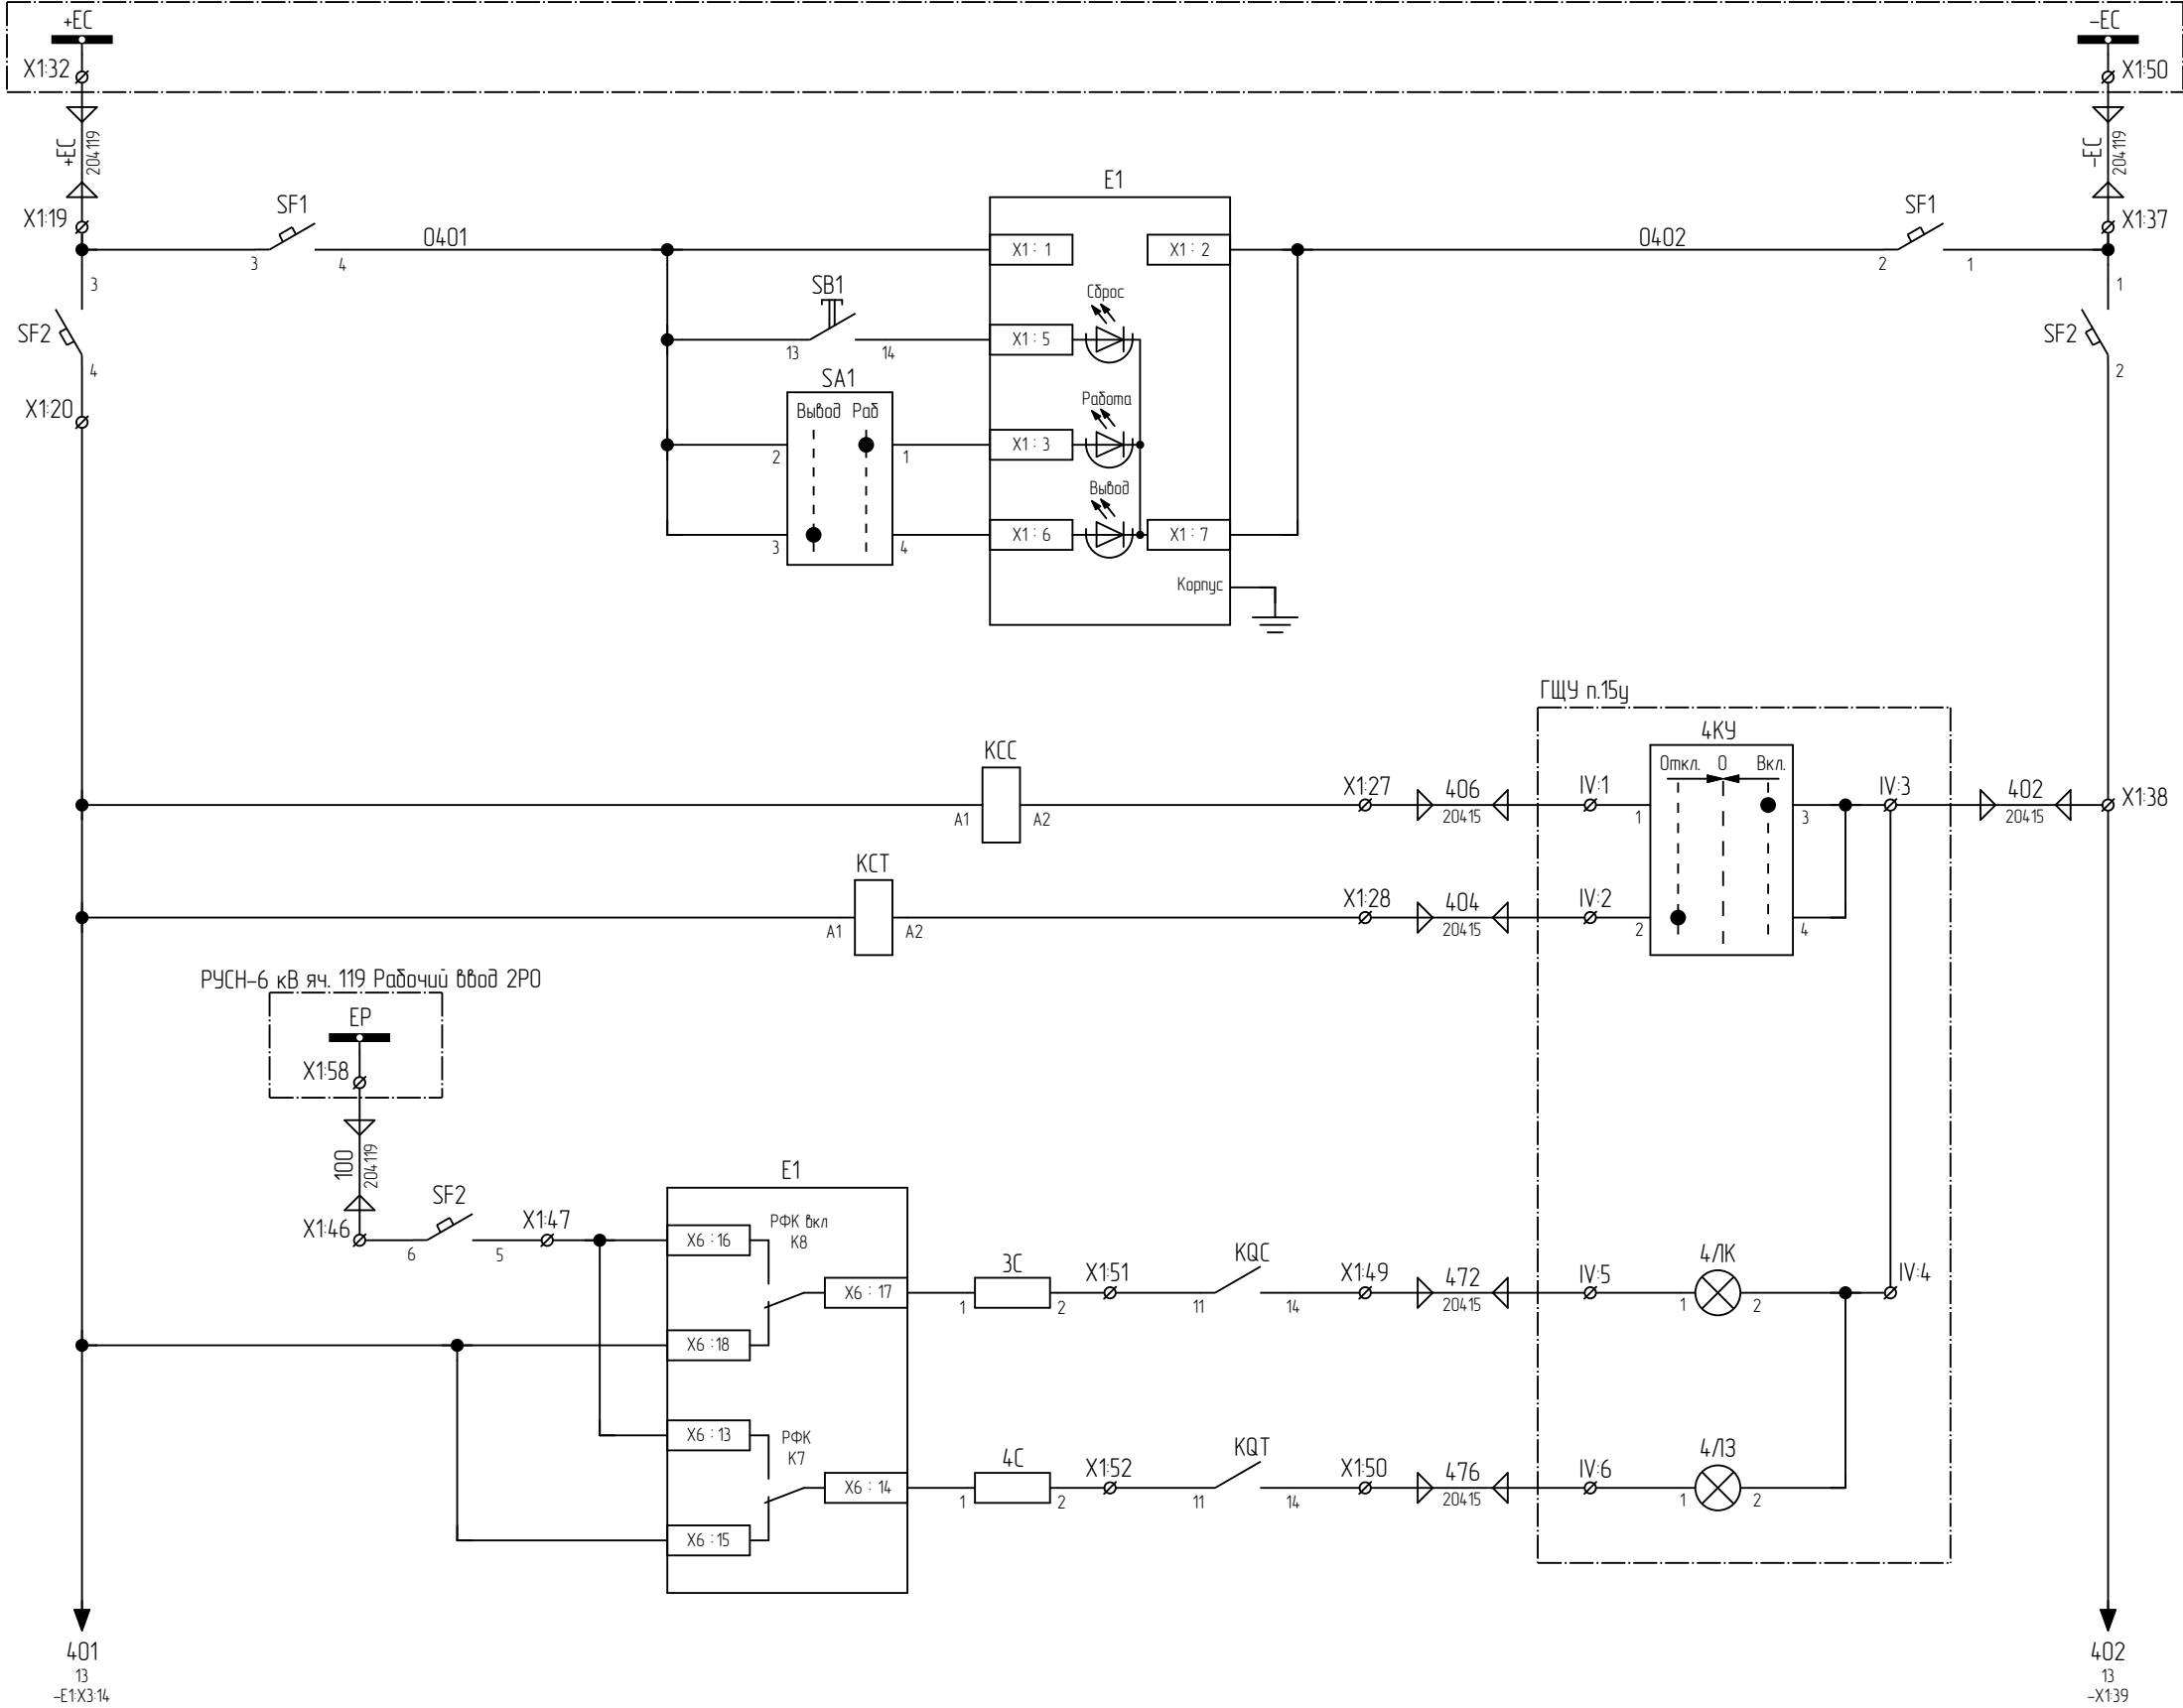 +ЕС
-ЕС
X1:32
X1:50
+ЕС
204119
-ЕС
204119
X1:19
X1:37
SF1
0401
E1
0402
SF1
3
4
X1 : 1
X1 : 2
2
1
3
1
SF2
SF2
4
2
X1:20
SB1
13
14
X1 : 5
Сброс
SA1
Вывод
Раб
2
1
X1 : 3
Работа
3
4
X1 : 6
Вывод
X1 : 7
Корпус
ГЩУ п.15у
4КУ
Откл.
0
Вкл.
KCC
A1
A2
X1:27
406
20415
IV:1
1
3
IV:3
402
20415
X1:38
KCT
A1
A2
X1:28
404
20415
IV:2
2
4
РУСН-6 кВ яч. 119 Рабочий ввод 2РО
ЕР
X1:58
100
204119
X1:46
SF2
6
5
X1:47
E1
X6 : 16
РФК вкл
K8
X6 : 17
X6 : 18
3С
1
2
X1:51
KQC
11
14
X1:49
472
20415
IV:5
4ЛК
1
2
IV:4
X6 : 13
РФК
K7
X6 : 14
X6 : 15
4С
1
2
X1:52
KQT
11
14
X1:50
476
20415
IV:6
4ЛЗ
1
2
401
13
-E1:X3:14
402
13
-X1:39